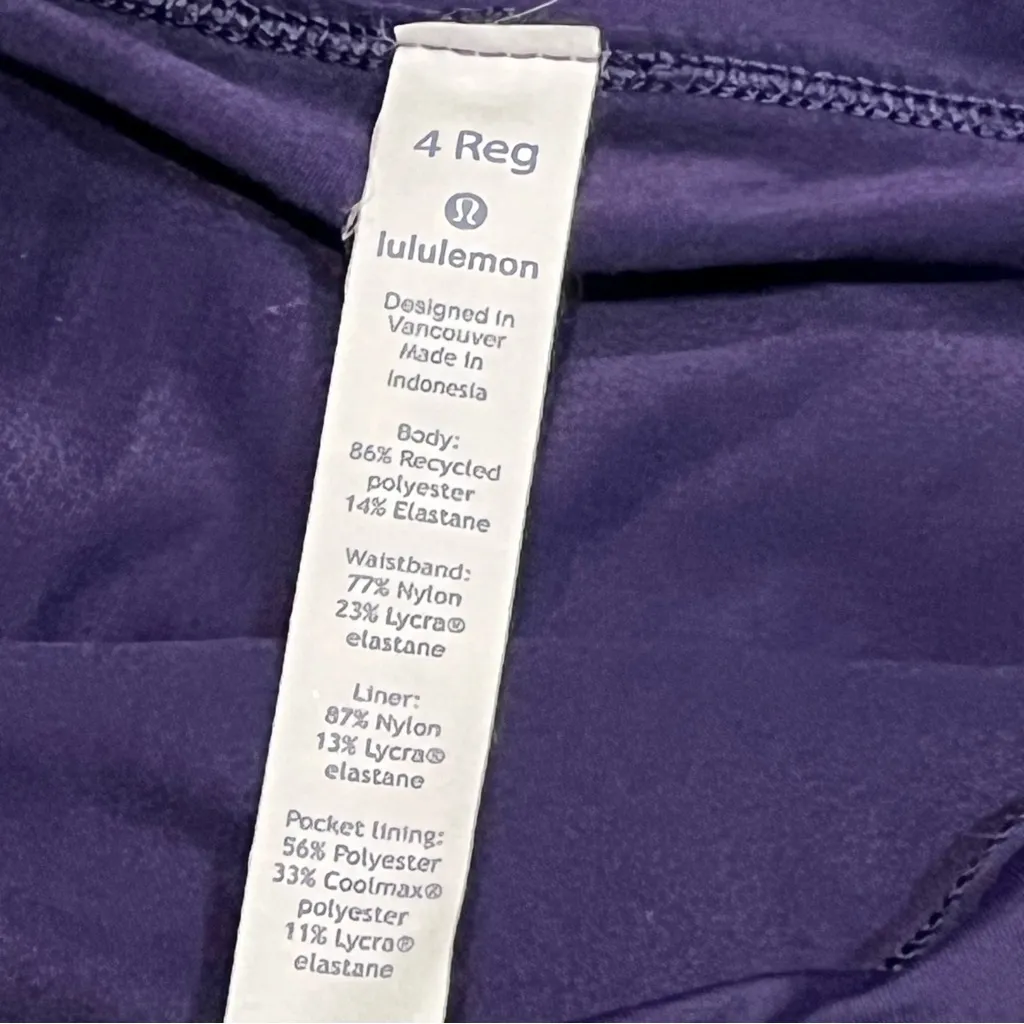 4 Reg
lululemon
Designed in
Vancouver
Made in
Indonesia
Body:
86% Recycled
polyester
14% Elastane
Waistband:
77% Nylon
23% Lycra®
elastane
Liner:
87% Nylon
13% Lycra®
elastane
Pocket lining:
56% Polyester
33% Coolmax®
polyester
11% Lycra®
elastane